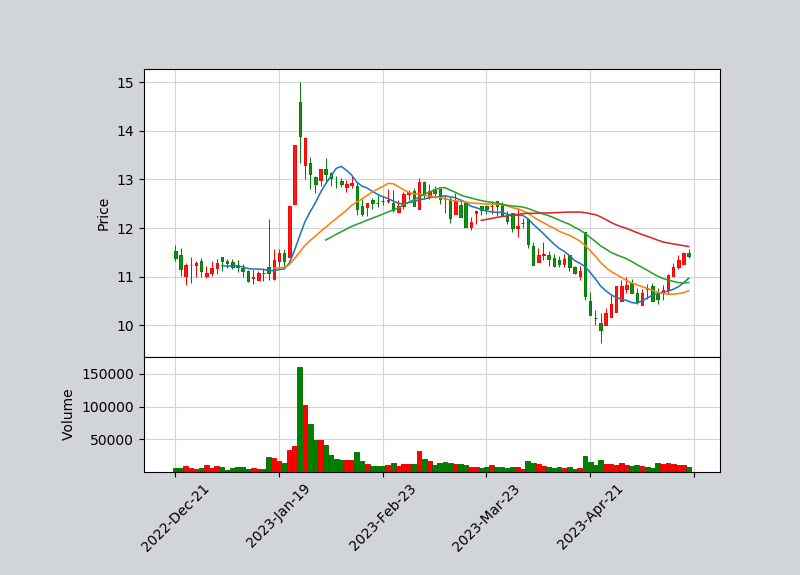 Price
15
14
13
12
11
10
Volume
150000
100000
50000
2022-Dec-21
2023-Jan-19
2023-Feb-23
2023-Mar-23
2023-Apr-21